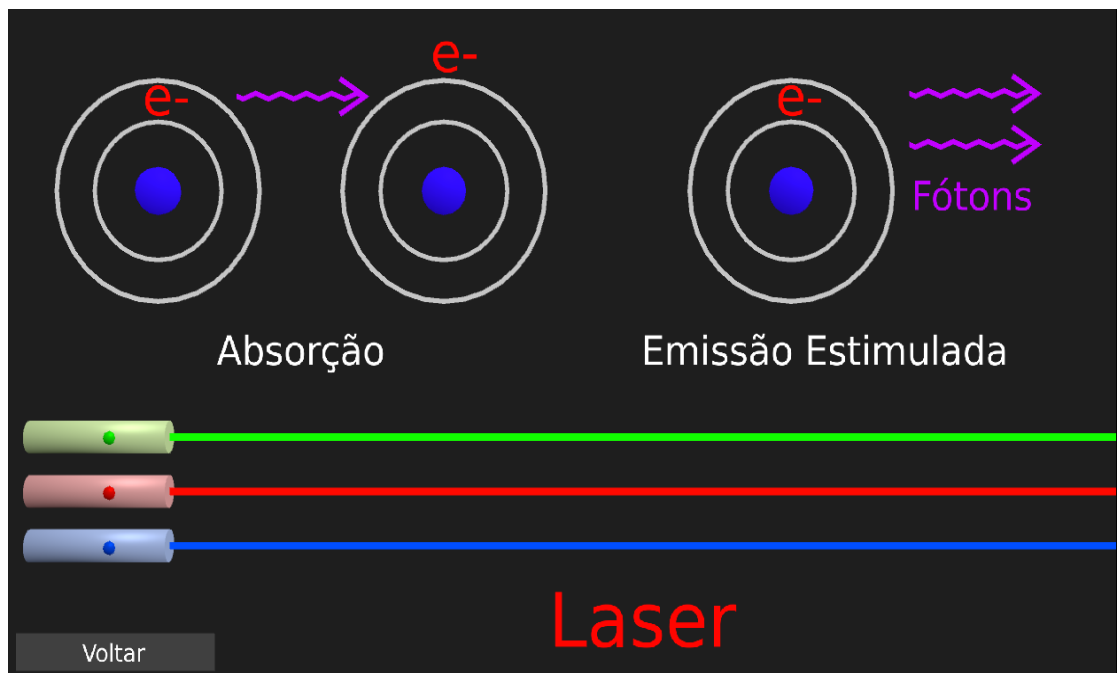 e-
e-
e-
Fótons
Absorção
Emissão Estimulada
Laser
Voltar